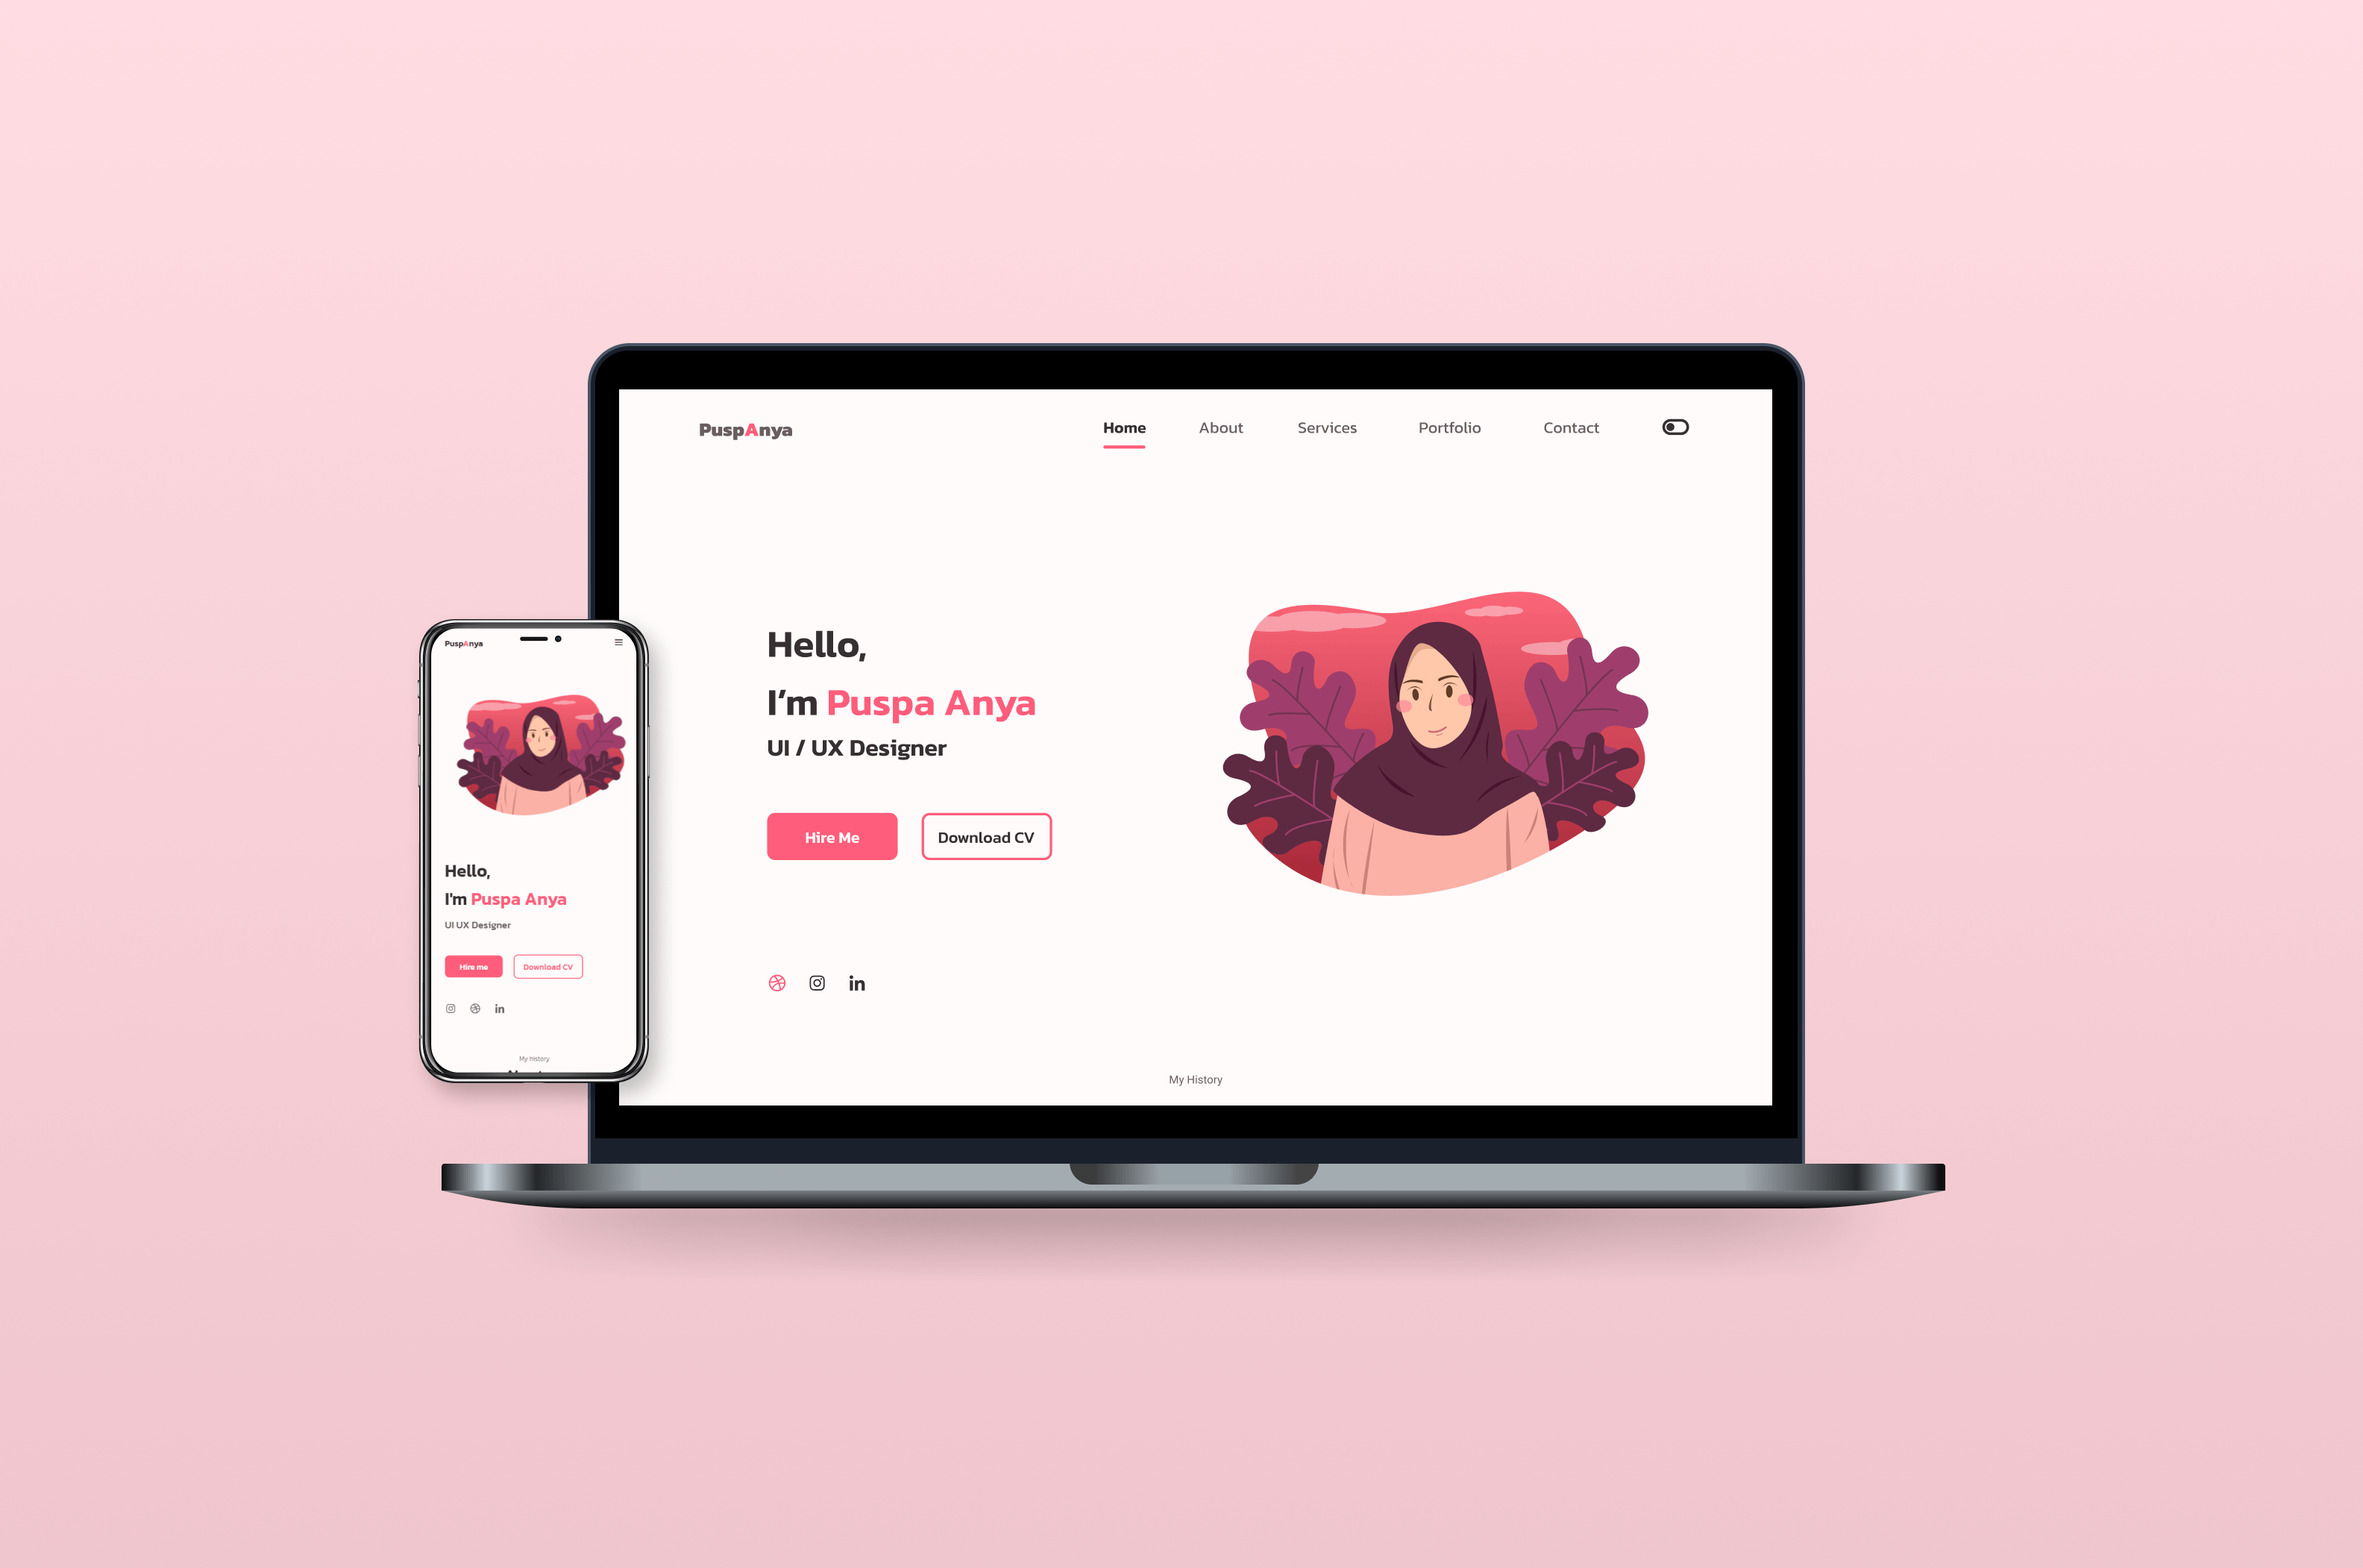 PuspAnya
Home About Services Portfolio Contact
Hello,
I'm Puspa Anya
UI / UX Designer
Hire Me Download CV
in
My History
PuspAnya
Hello,
I'm Puspa Anya
UI UX Designer
Hire me Download CV
in
My history